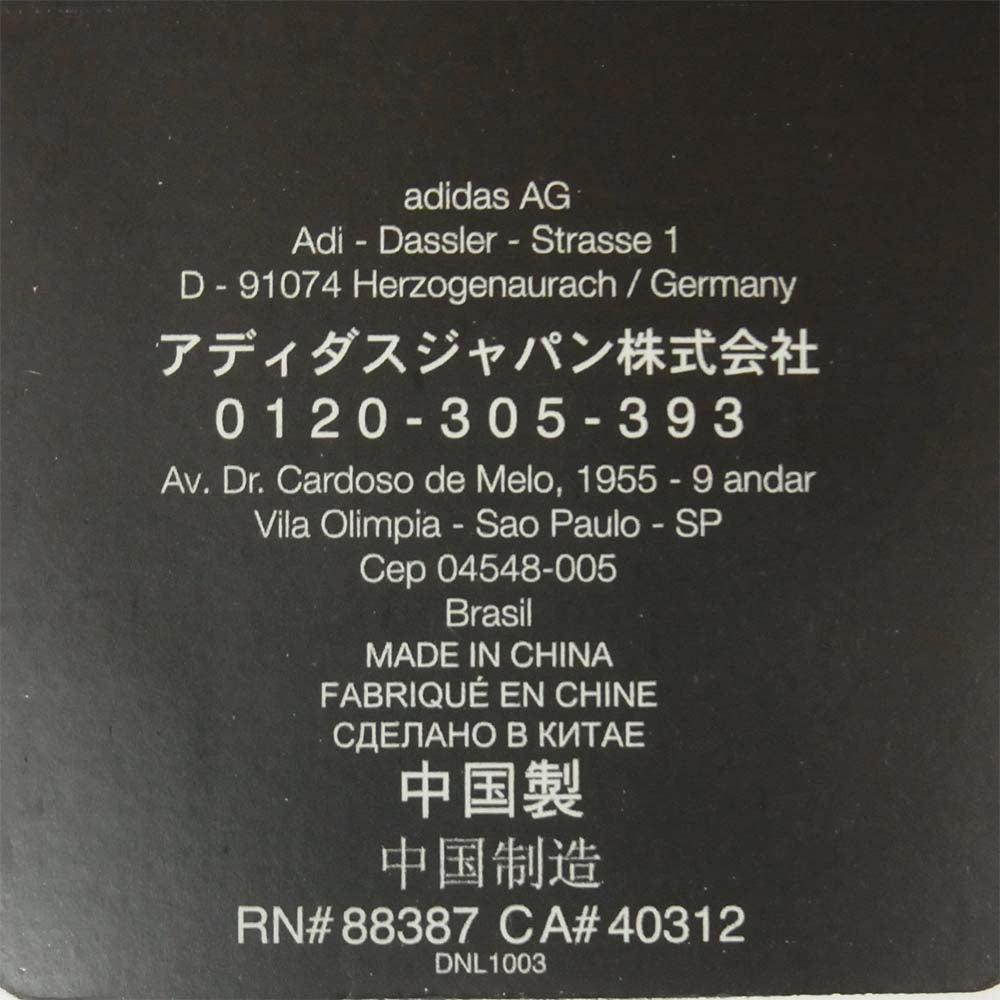 adidas AG
Adi - Dassler - Strasse 1
D - 91074 Herzogenaurach / Germany
アディダスジャパン株式会社
0120-305-393
Av. Dr. Cardoso de Melo, 1955 - 9 andar
Vila Olimpia - Sao Paulo - SP
Cep 04548-005
Brasil
MADE IN CHINA
FABRIQUÉ EN CHINE
СДЕЛАНО В КИТАЕ
中国製
中国制造
RN# 88387 CA# 40312
DNL1003